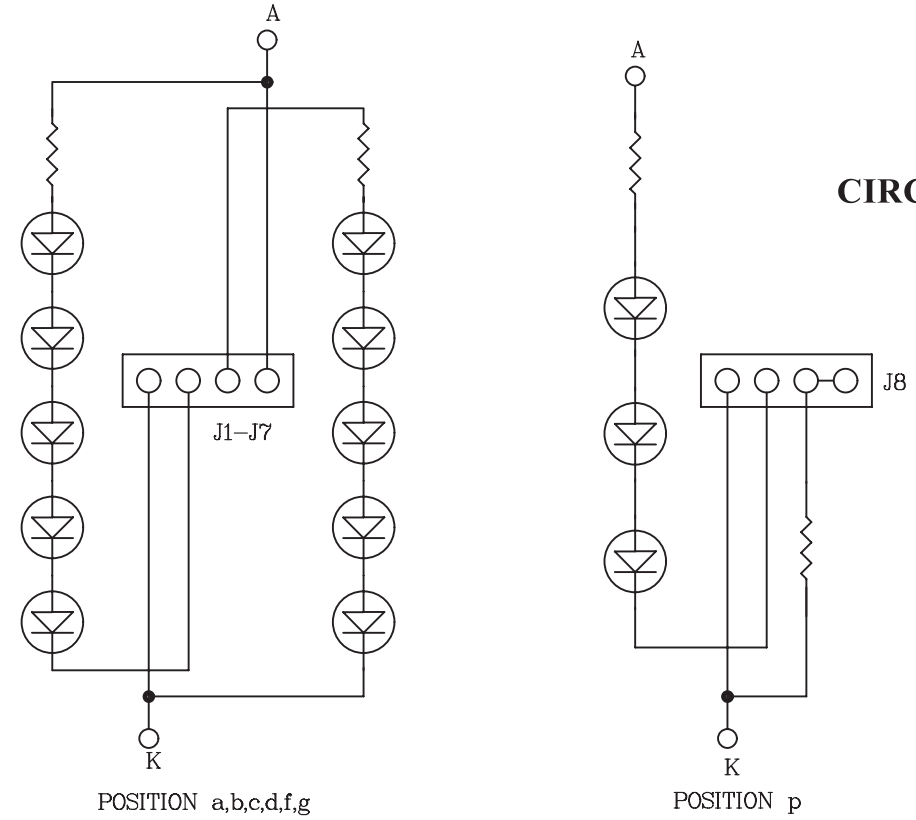 A
A
CIRC
J8
J1-J7
K
K
POSITION a,b,c,d,f,g
POSITION p